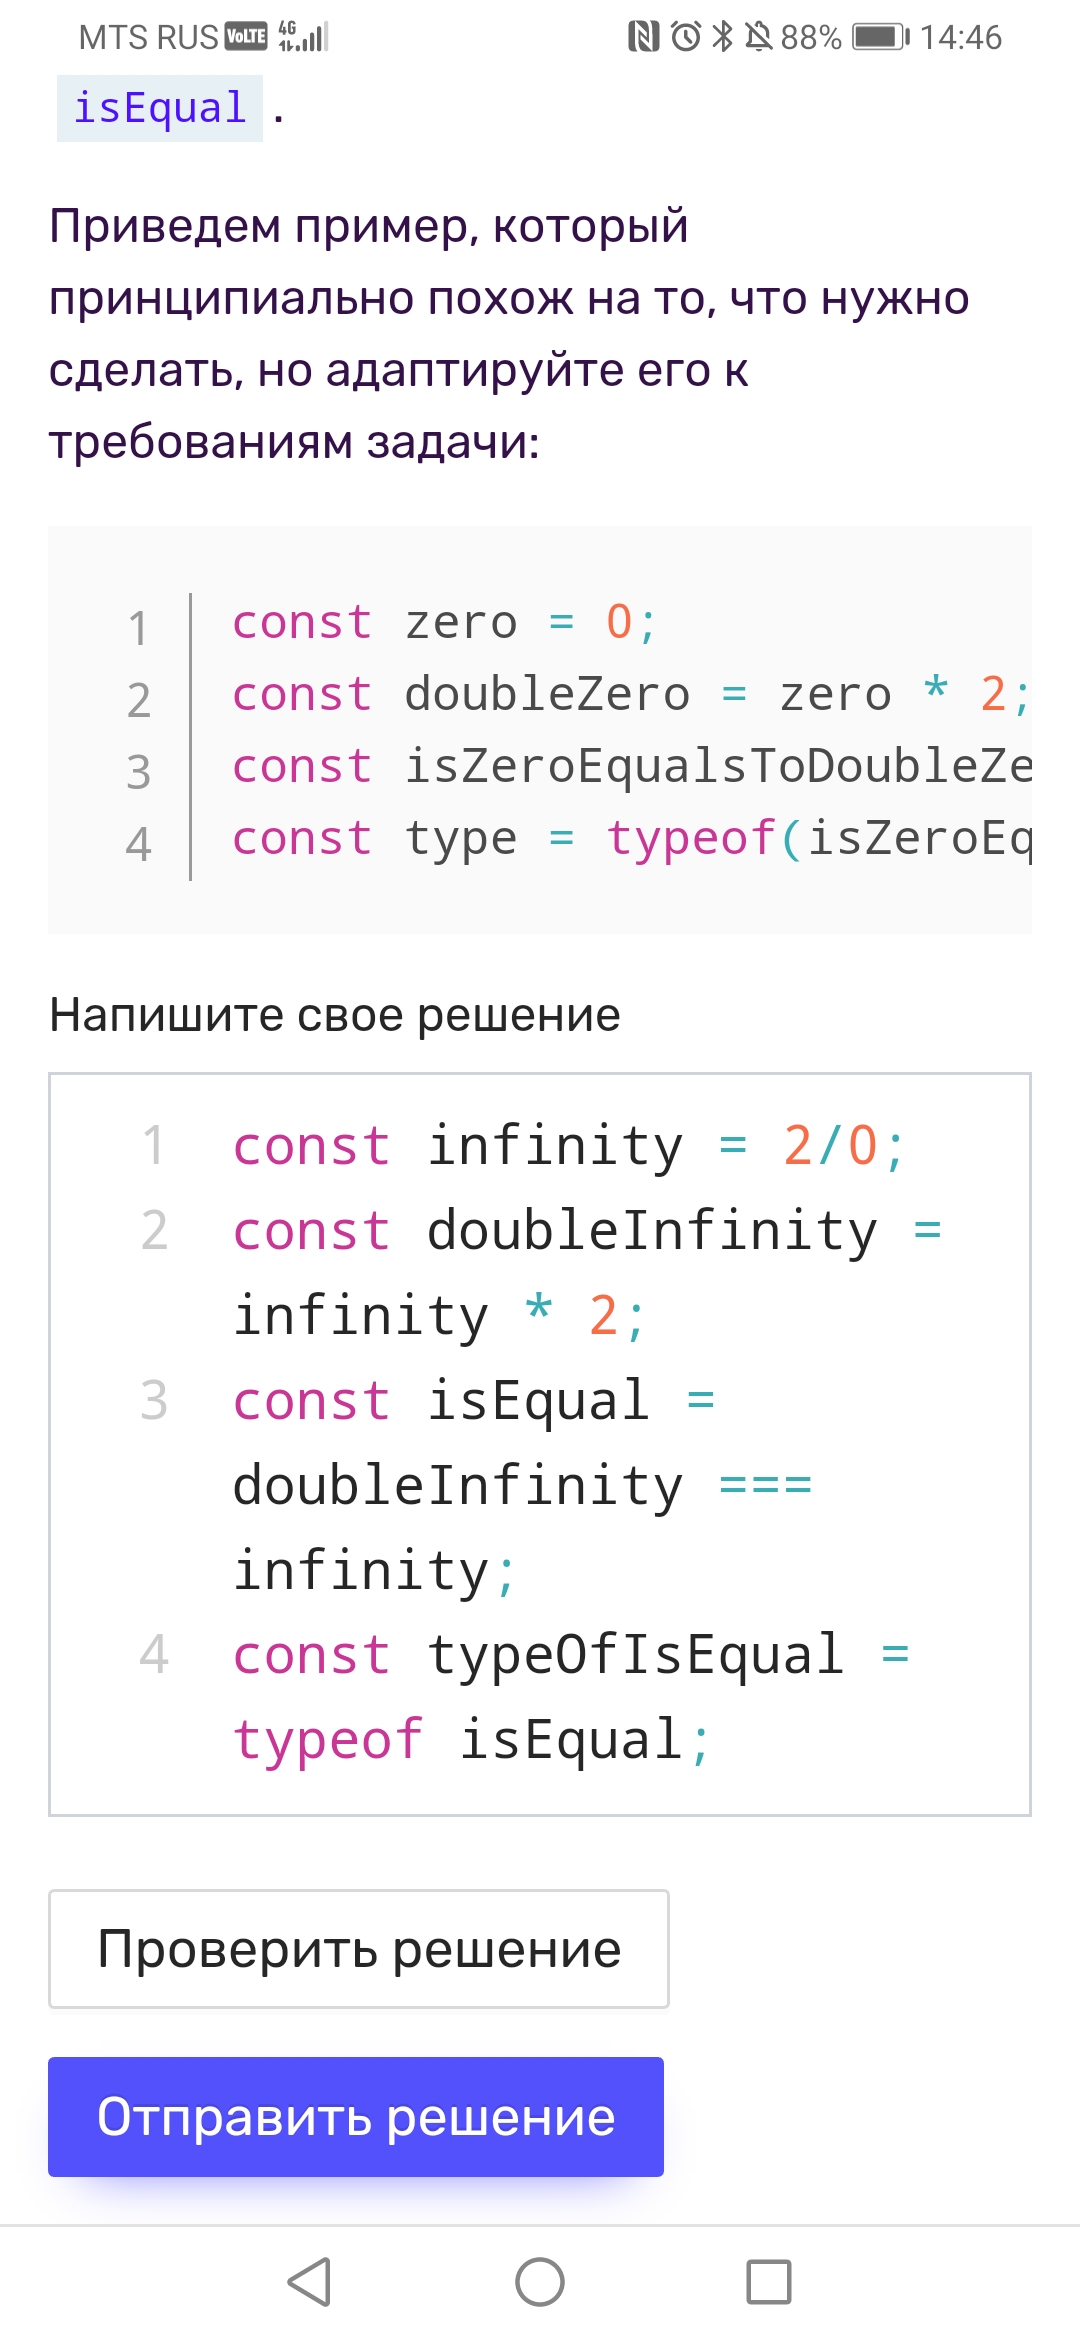 MTS RUS VoLTE 4G 88% 14:46
isEqual .
Приведем пример, который
принципиально похож на то, что нужно
сделать, но адаптируйте его к
требованиям задачи:
1 const zero = 0;
2 const doubleZero = zero * 2;
3 const isZeroEqualsToDoubleZe
4 const type = typeof(isZeroEq
Напишите свое решение
1 const infinity = 2/0;
2 const doubleInfinity =
infinity * 2;
3 const isEqual =
doubleInfinity ===
infinity;
4 const typeOfIsEqual =
typeof isEqual;
Проверить решение
Отправить решение